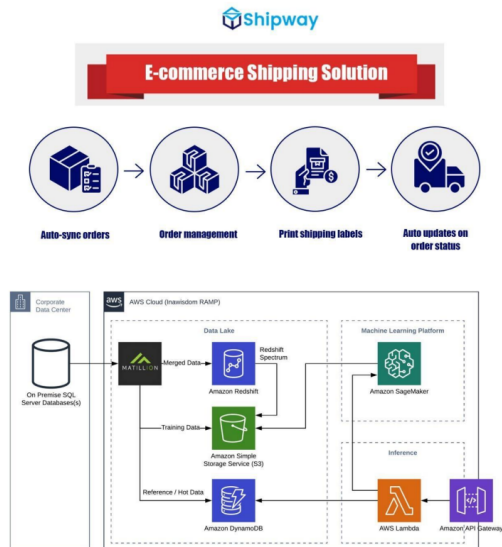 Shipway
E-commerce Shipping Solution
Auto-sync orders
Order management
Print shipping labels
Auto updates on
order status
Corporate
Data Center
aws
AWS Cloud (Inawisdom RAMP)
Data Lake
Machine Learning Platform
On Premise SQL
Server Databases(s)
MATILLION
Merged Data
Redshift
Spectrum
Amazon Redshift
Amazon SageMaker
Training Data
Amazon Simple
Storage Service (S3)
Inference
Reference / Hot Data
Amazon DynamoDB
AWS Lambda
Amazon API Gateway